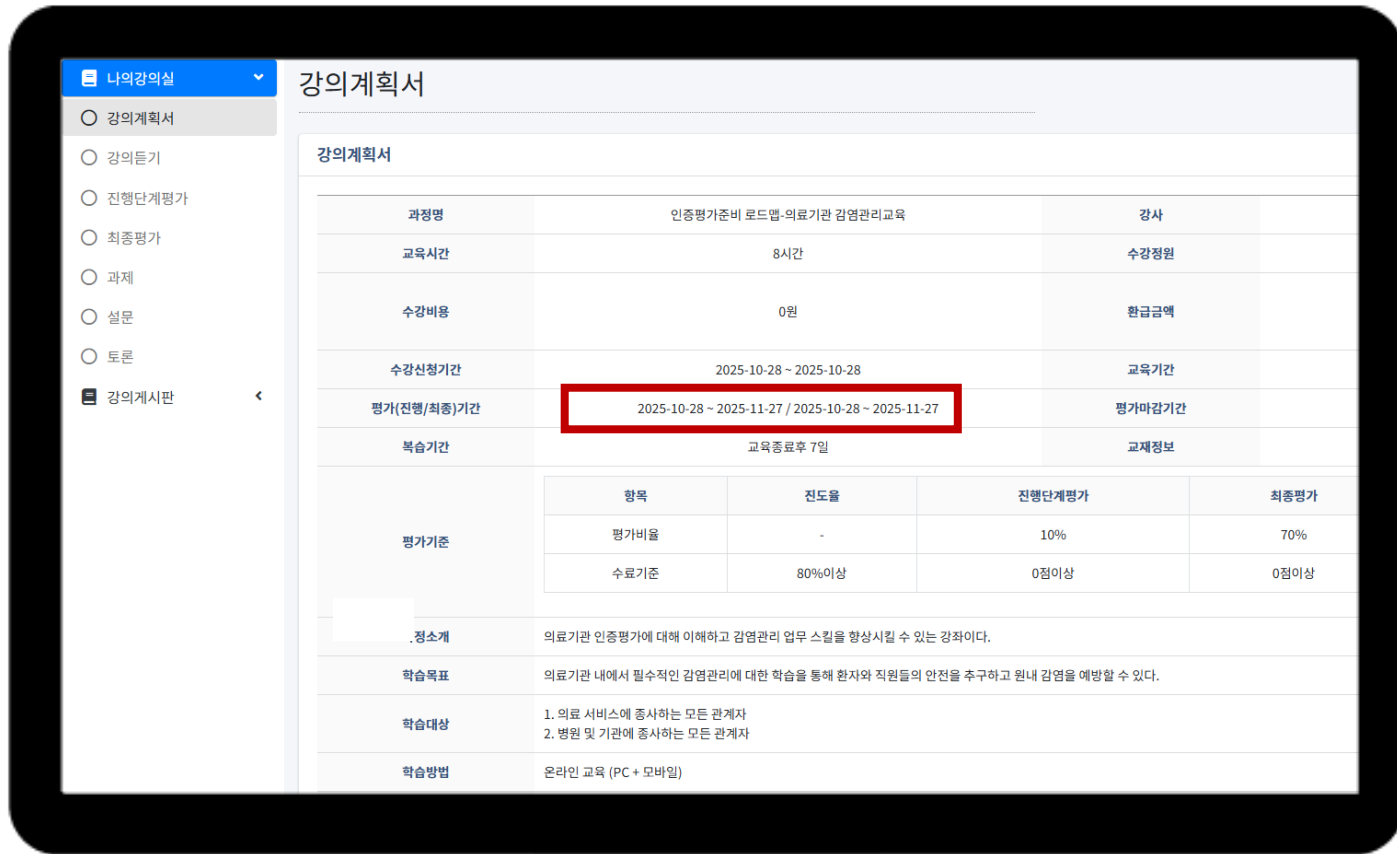 나의강의실
강의계획서
강의듣기
진행단계평가
최종평가
과제
설문
토론
강의게시판
강의계획서
강의계획서
과정명 인증평가준비 로드맵-의료기관 감염관리교육 강사
교육시간 8시간 수강정원
수강비용 0원 환급금액
수강신청기간 2025-10-28 ~ 2025-10-28 교육기간
평가(진행/최종)기간 2025-10-28 ~ 2025-11-27 / 2025-10-28 ~ 2025-11-27 평가마감기간
복습기간 교육종료후 7일 교재정보
평가기준
항목 진도율 진행단계평가 최종평가
평가비율 - 10% 70%
수료기준 80%이상 0점이상 0점이상
정소개 의료기관 인증평가에 대해 이해하고 감염관리 업무 스킬을 향상시킬 수 있는 강좌이다.
학습목표 의료기관 내에서 필수적인 감염관리에 대한 학습을 통해 환자와 직원들의 안전을 추구하고 원내 감염을 예방할 수 있다.
학습대상
1. 의료 서비스에 종사하는 모든 관계자
2. 병원 및 기관에 종사하는 모든 관계자
학습방법 온라인 교육 (PC + 모바일)